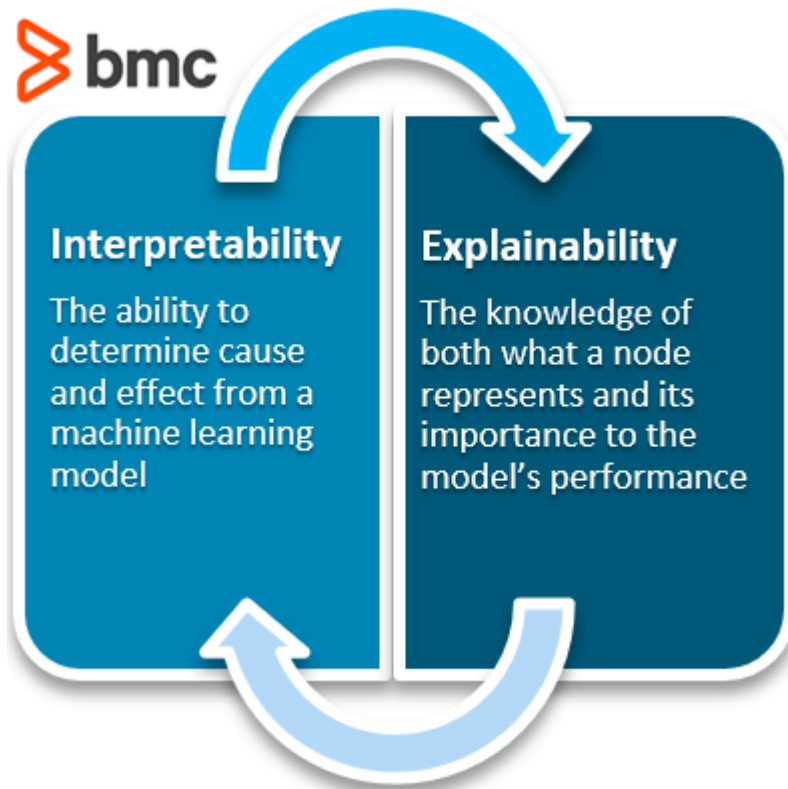 bmc
Interpretability
The ability to
determine cause
and effect from a
machine learning
model
Explainability
The knowledge of
both what a node
represents and its
importance to the
model’s performance